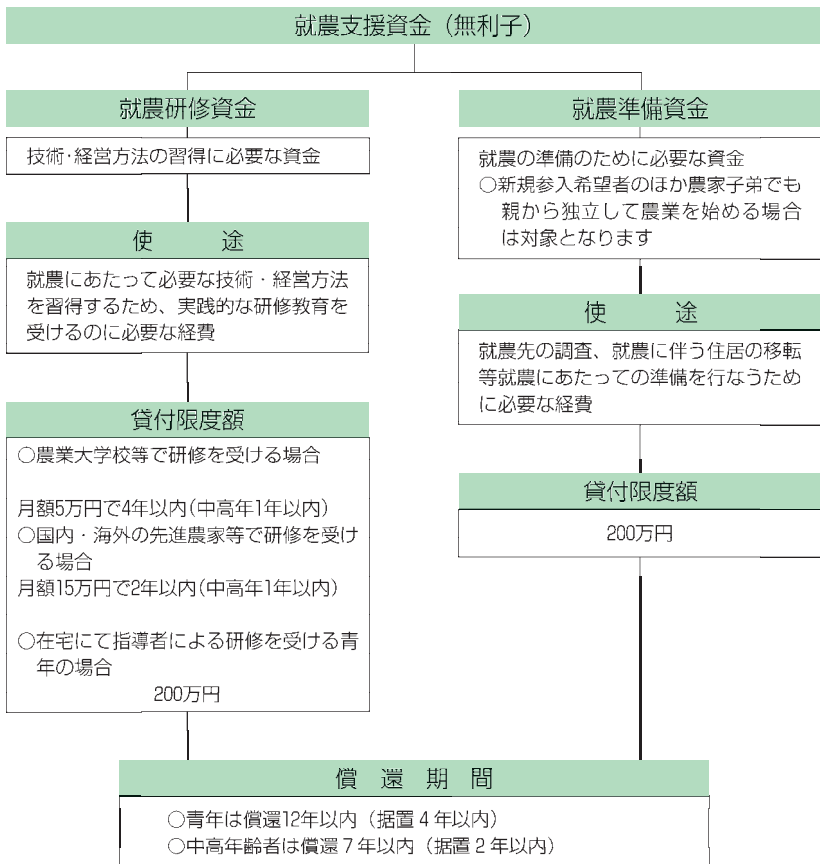 就農支援資金（無利子）
就農研修資金
技術・経営方法の習得に必要な資金
使　途
就農にあたって必要な技術・経営方法
を習得するため、実践的な研修教育を
受けるのに必要な経費
貸付限度額
○農業大学校等で研修を受ける場合
月額5万円で4年以内（中高年1年以内）
○国内・海外の先進農家等で研修を受け
る場合
月額15万円で2年以内（中高年1年以内）
○在宅にて指導者による研修を受ける青
年の場合
200万円
就農準備資金
就農の準備のために必要な資金
○新規参入希望者のほか農家子弟でも
親から独立して農業を始める場合
は対象となります
使　途
就農先の調査、就農に伴う住居の移転
等就農にあたっての準備を行なうため
に必要な経費
貸付限度額
200万円
償還期間
○青年は償還12年以内（据置４年以内）
○中高年齢者は償還７年以内（据置２年以内）